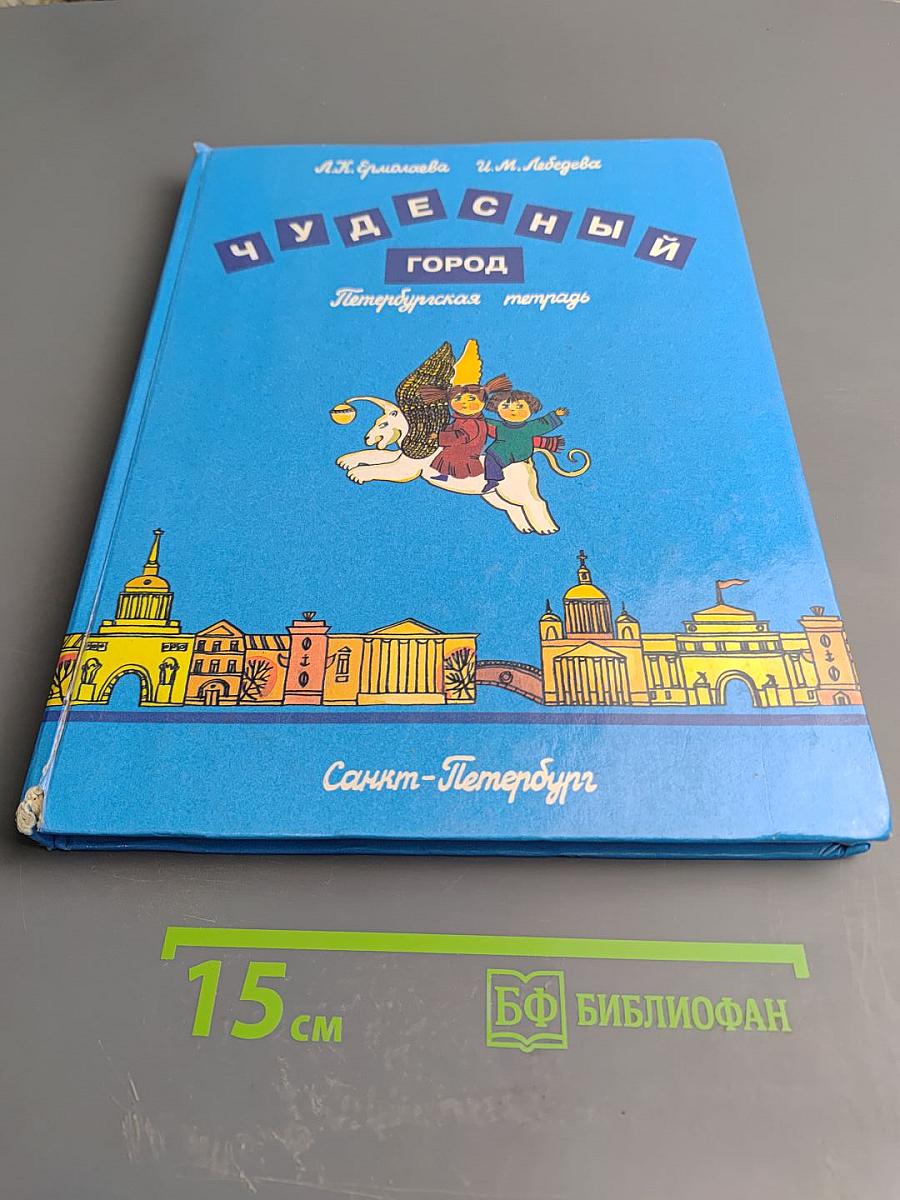 Л.К. Ермолаева И.М. Лебедева
ЧУДЕСНЫЙ
ГОРОД
Петербургская тетрадь
Санкт-Петербург
15 см
БФ БИБЛИОФАН